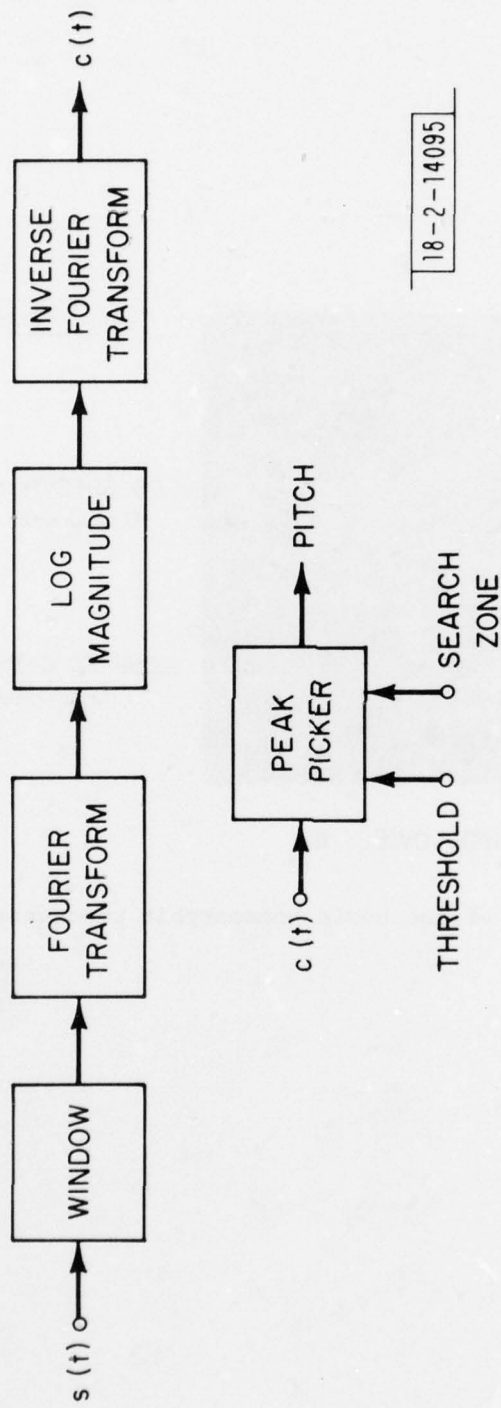 s (t)
WINDOW
FOURIER
TRANSFORM
LOG
MAGNITUDE
INVERSE
FOURIER
TRANSFORM
c (t)
c (t)
PEAK
PICKER
PITCH
THRESHOLD
SEARCH
ZONE
18-2-14095